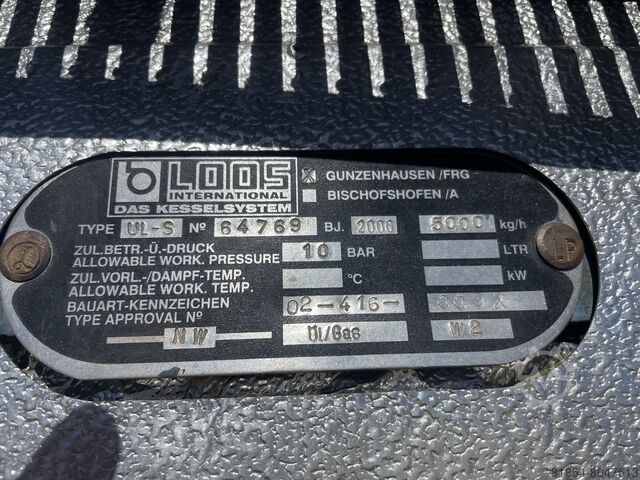 LOOS
INTERNATIONAL
DAS KESSELSYSTEM
X GUNZENHAUSEN /FRG
BISCHOFSHOFEN /A
TYPE UL-S Nº 64769 BJ. 2006 5000 kg/h
ZUL.BETR.-Ü.-DRUCK
ALLOWABLE WORK. PRESSURE 10 BAR LTR
ZUL.VORL.-/DAMPF-TEMP.
ALLOWABLE WORK. TEMP. °C kW
BAUART-KENNZEICHEN
TYPE APPROVAL Nº 02-416- 009X
NW Öl/Gas W2
LP